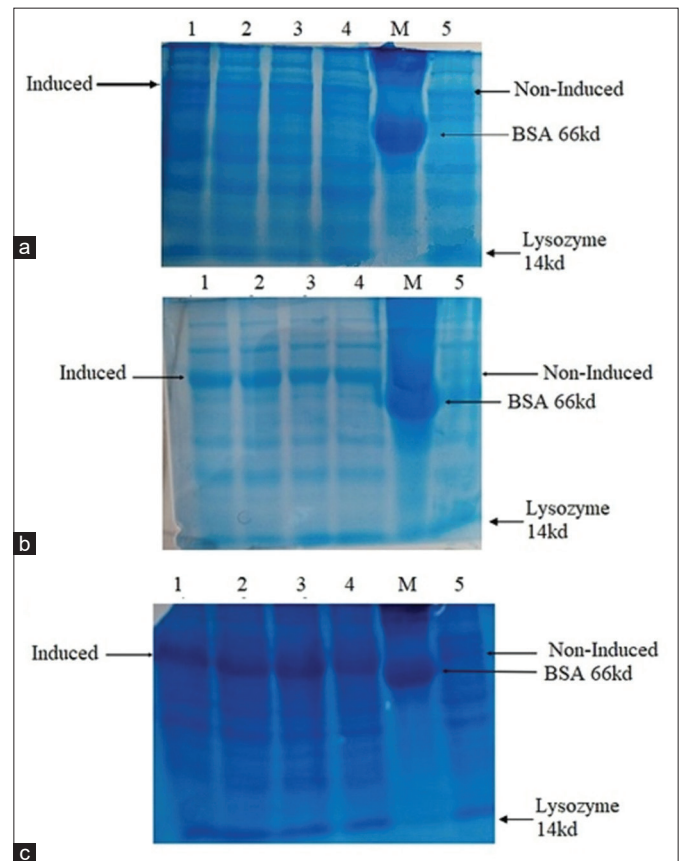 1 2 3 4 M 5
Induced
Non-Induced
BSA 66kd
Lysozyme
14kd
a
1 2 3 4 M 5
Induced
Non-Induced
BSA 66kd
Lysozyme
14kd
b
1 2 3 4 M 5
Induced
Non-Induced
BSA 66kd
Lysozyme
14kd
c